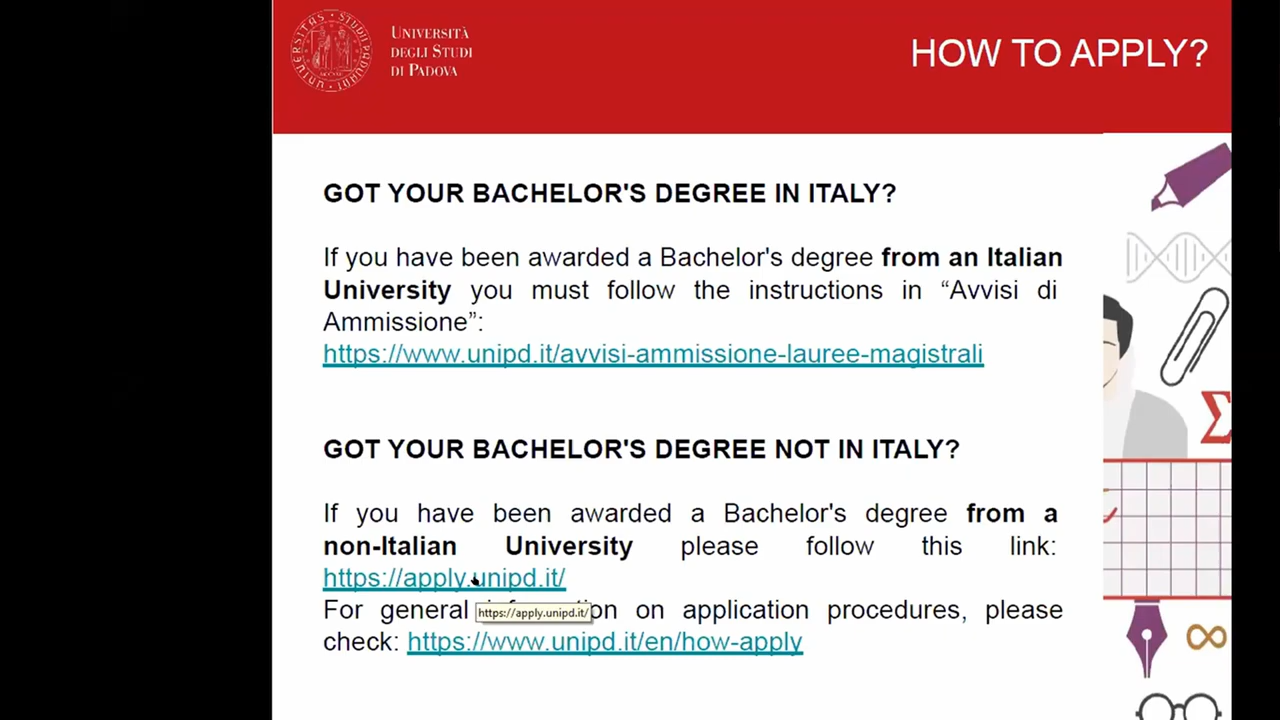 UNIVERSITÀ
DEGLI STUDI
DI PADOVA
HOW TO APPLY?
GOT YOUR BACHELOR'S DEGREE IN ITALY?
If you have been awarded a Bachelor's degree from an Italian
University you must follow the instructions in “Avvisi di
Ammissione”:
https://www.unipd.it/avvisi-ammissione-lauree-magistrali
GOT YOUR BACHELOR'S DEGREE NOT IN ITALY?
If you have been awarded a Bachelor's degree from a
non-Italian University please follow this link:
https://apply.unipd.it/
For general on application procedures, please
https://apply.unipd.it/
check: https://www.unipd.it/en/how-apply
Σ
∞